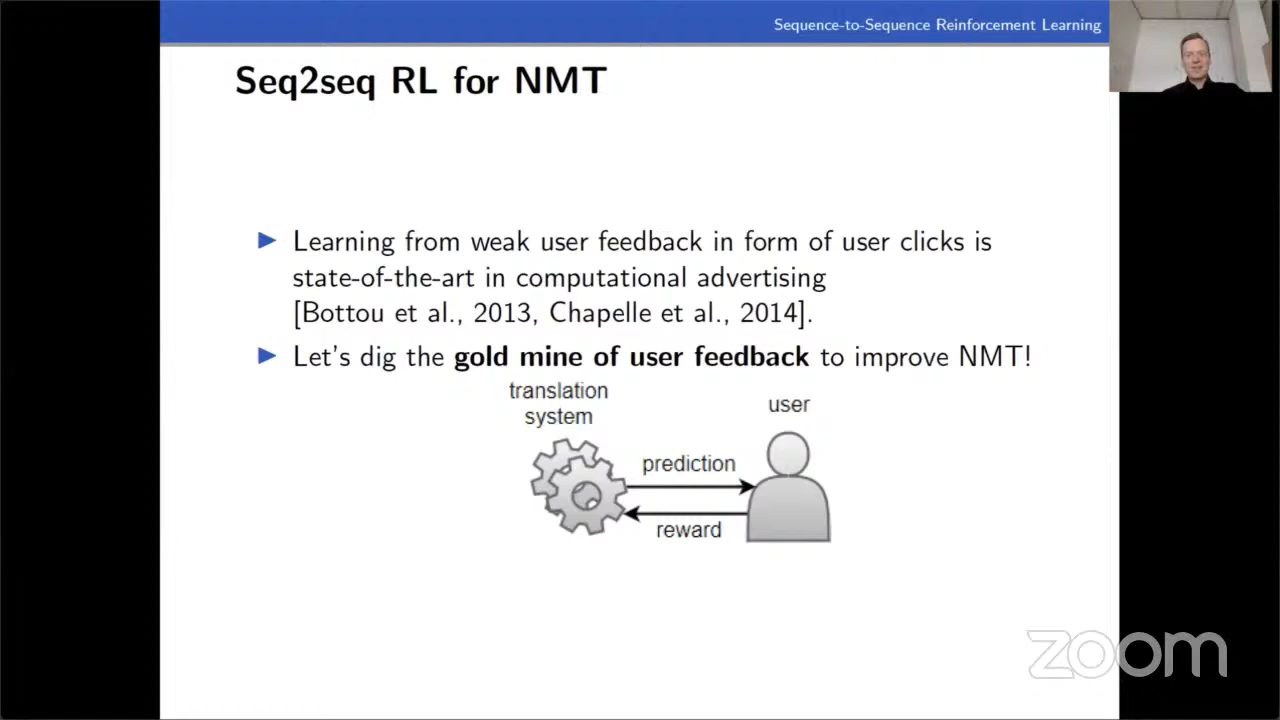 Sequence-to-Sequence Reinforcement Learning
Seq2seq RL for NMT
Learning from weak user feedback in form of user clicks is
state-of-the-art in computational advertising
[Bottou et al., 2013, Chapelle et al., 2014].
Let's dig the gold mine of user feedback to improve NMT!
translation
system
user
prediction
reward
zoom